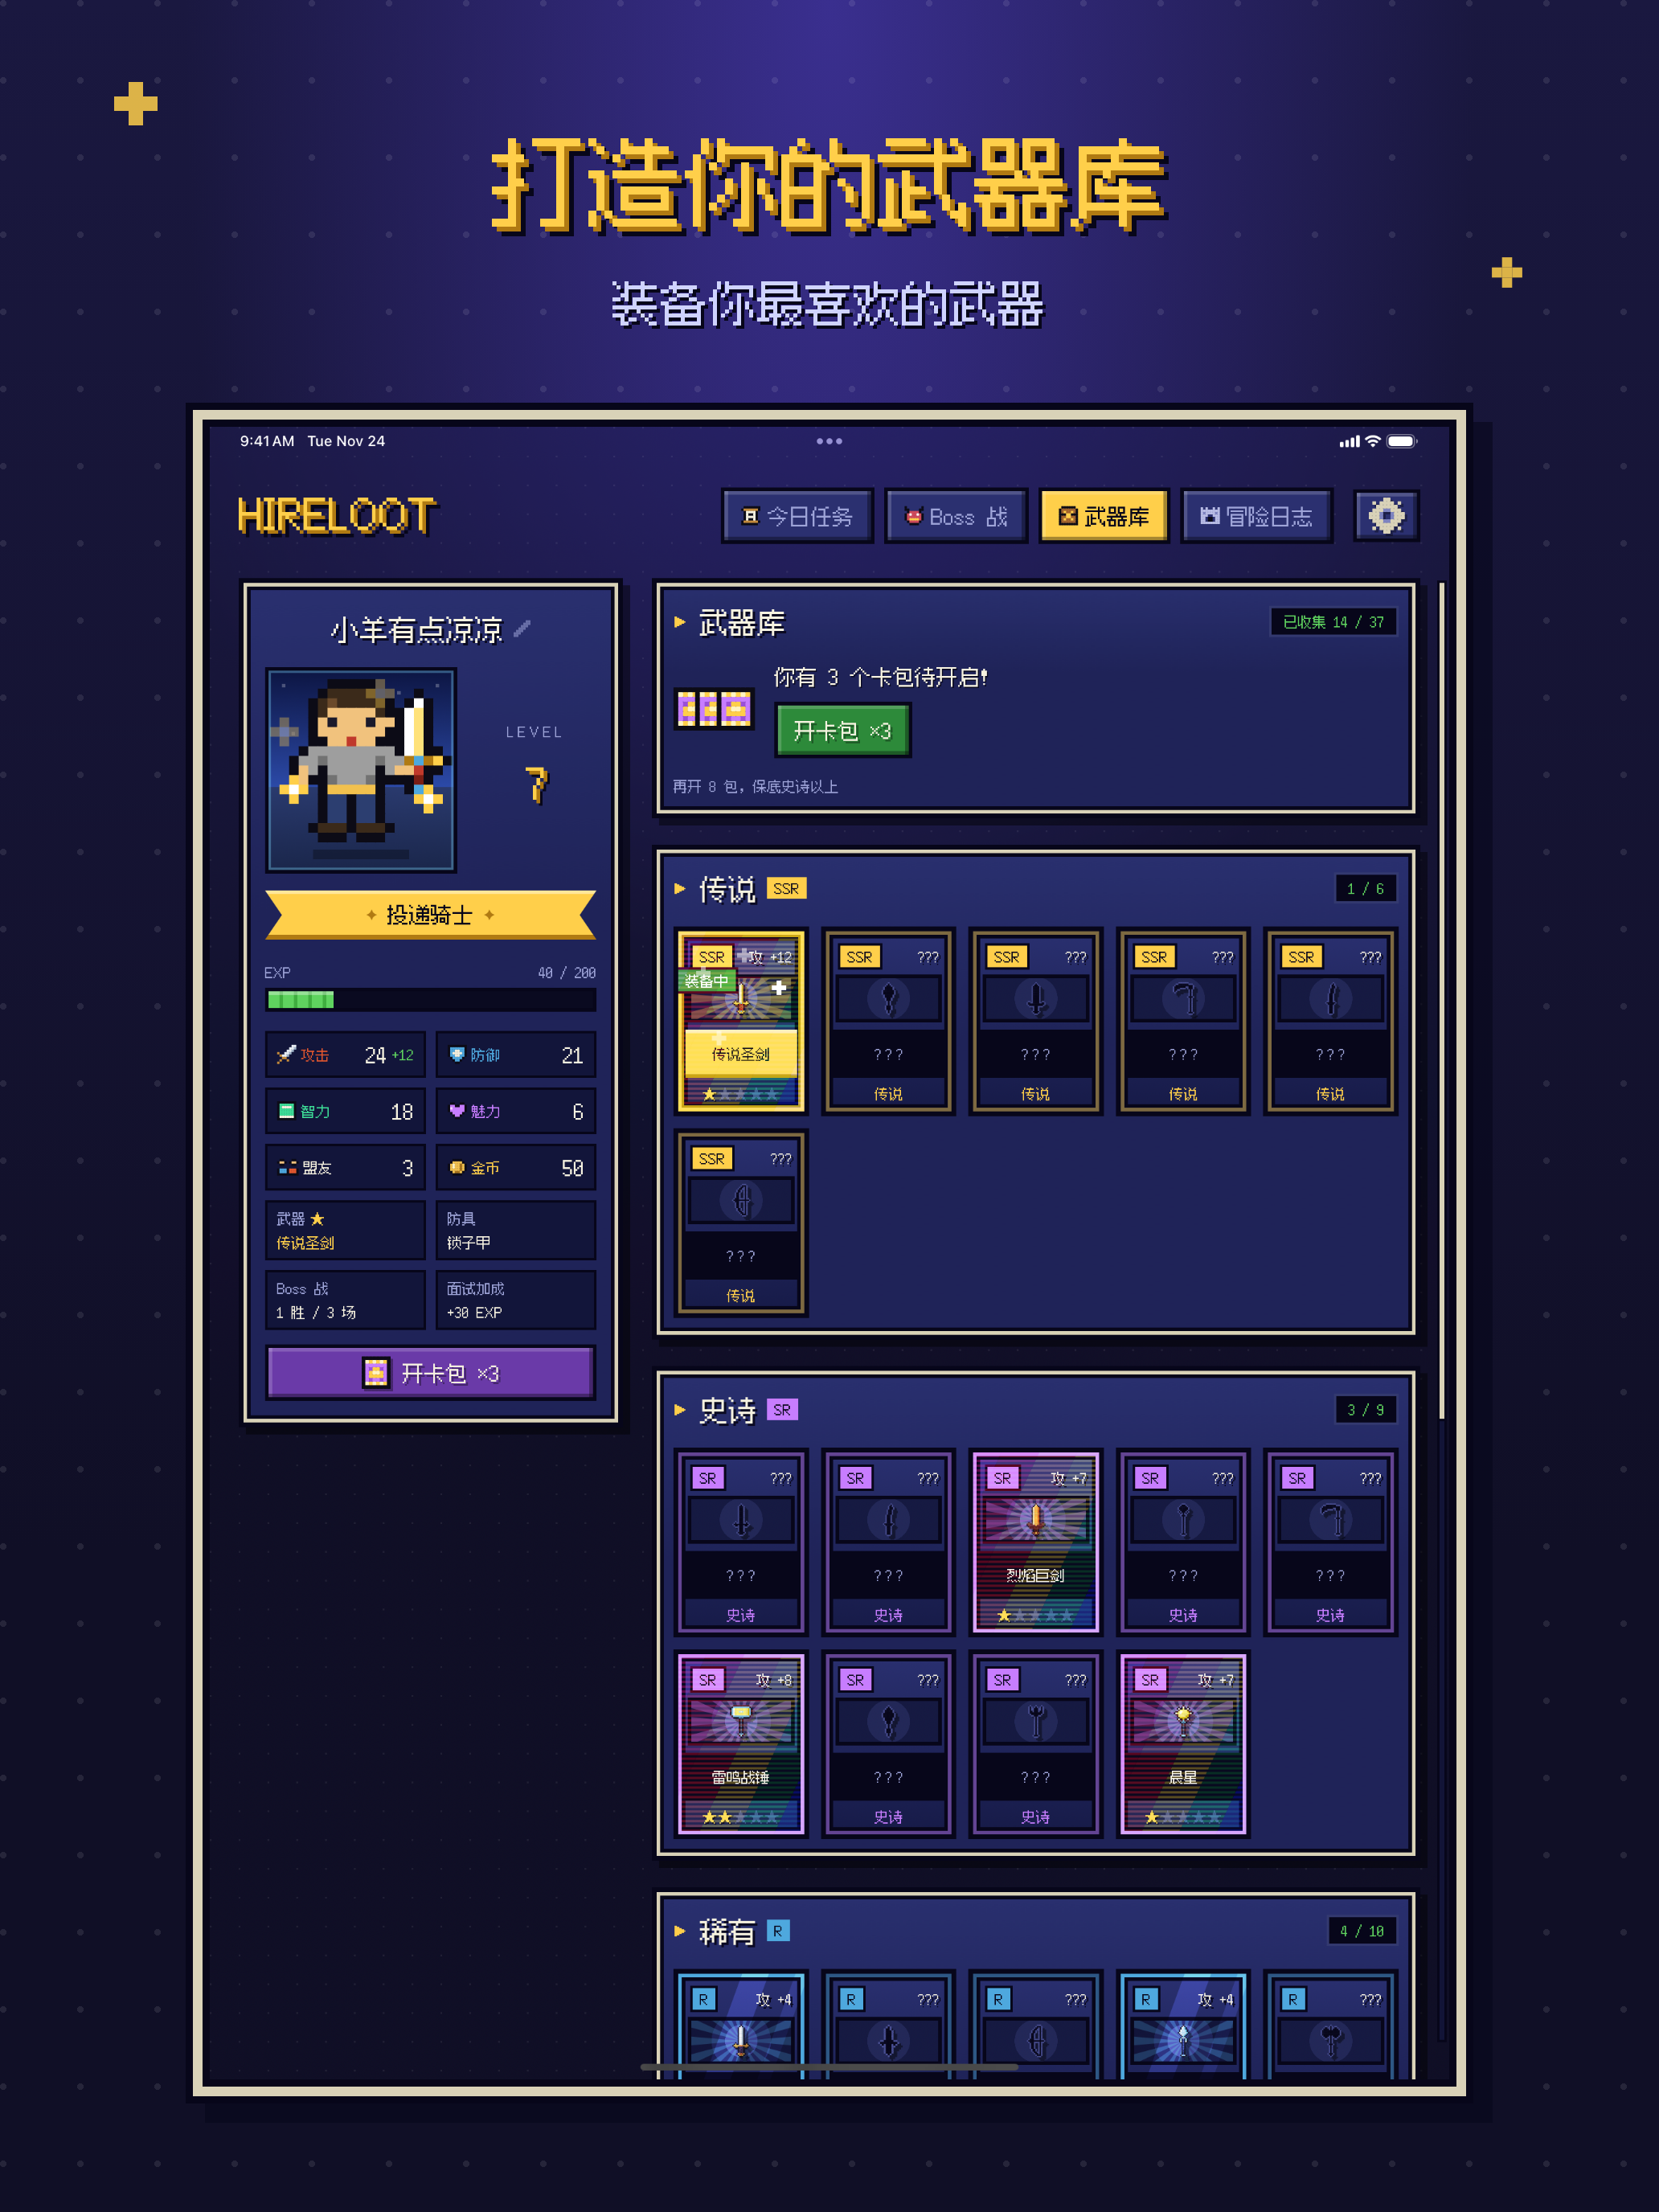 打造你的武器库
装备你最喜欢的武器
9:41 AM Tue Nov 24
HIRELOOT
今日任务
Boss 战
武器库
冒险日志
小羊有点凉凉
LEVEL
7
投递骑士
EXP 40 / 200
攻击 24 +12
防御 21
智力 18
魅力 6
盟友 3
金币 50
武器 ★
传说圣剑
防具
锁子甲
Boss 战
1 胜 / 3 场
面试加成
+30 EXP
开卡包 ×3
武器库
已收集 14 / 37
你有 3 个卡包待开启!
开卡包 ×3
再开 8 包，保底史诗以上
传说 SSR
1 / 6
SSR 攻 +12
装备中
传说圣剑
SSR ???
???
传说
SSR ???
???
传说
SSR ???
???
传说
SSR ???
???
传说
SSR ???
???
传说
史诗 SR
3 / 9
SR ???
???
史诗
SR ???
???
史诗
SR 攻 +7
烈焰巨剑
SR ???
???
史诗
SR ???
???
史诗
SR 攻 +8
雷鸣战锤
SR ???
???
史诗
SR ???
???
史诗
SR 攻 +7
晨星
稀有 R
4 / 10
R 攻 +4
R ???
R ???
R 攻 +4
R ???